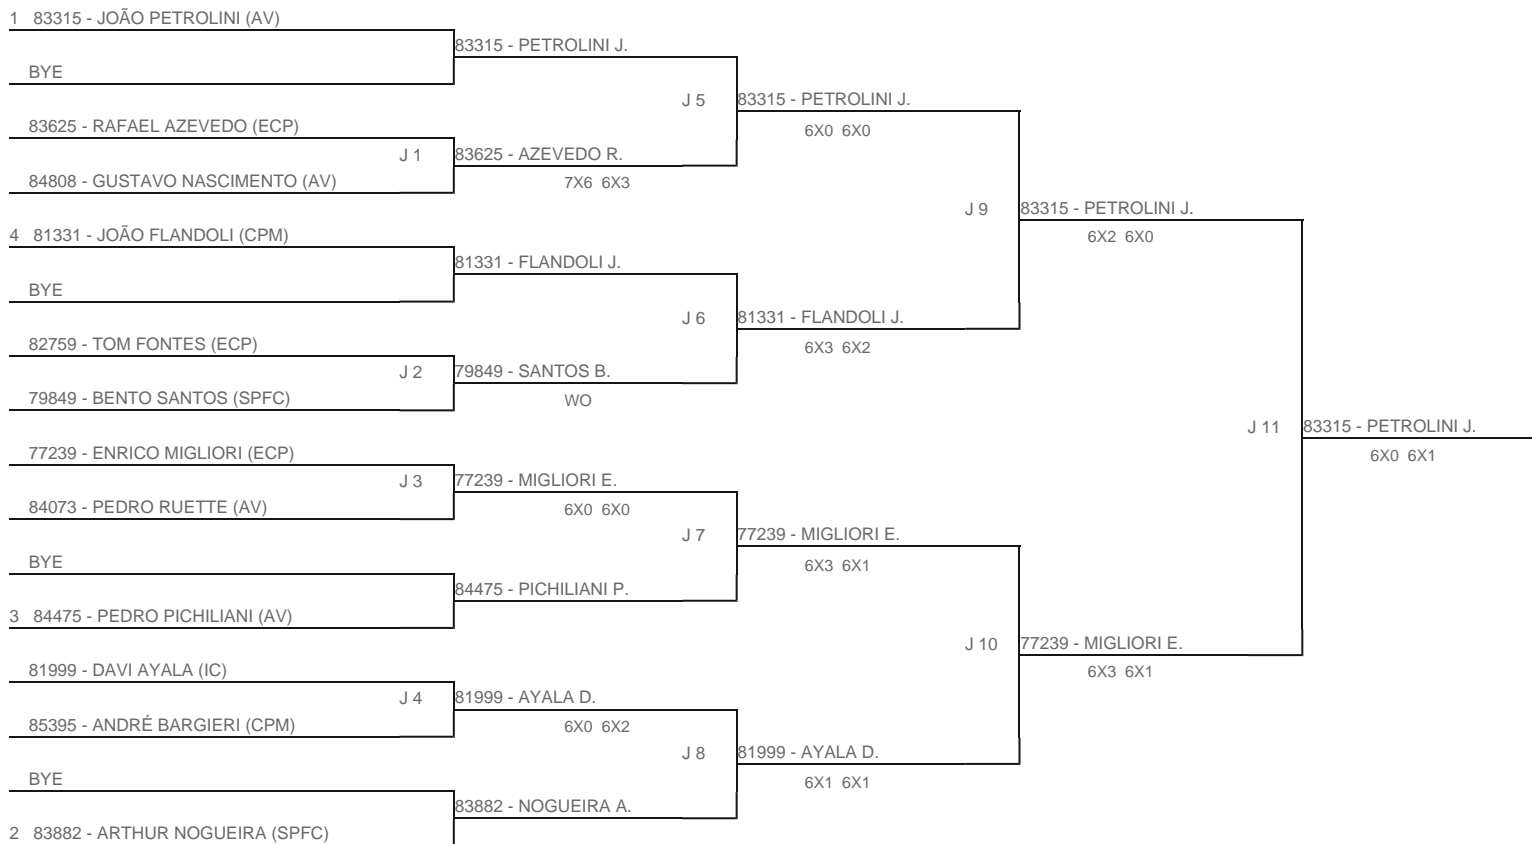 1 83315 - JOÃO PETROLINI (AV)
83315 - PETROLINI J.
BYE
J 5
83315 - PETROLINI J.
6X0 6X0
83625 - RAFAEL AZEVEDO (ECP)
J 1
83625 - AZEVEDO R.
7X6 6X3
84808 - GUSTAVO NASCIMENTO (AV)
J 9
83315 - PETROLINI J.
6X2 6X0
4 81331 - JOÃO FLANDOLI (CPM)
81331 - FLANDOLI J.
BYE
J 6
81331 - FLANDOLI J.
6X3 6X2
82759 - TOM FONTES (ECP)
J 2
79849 - SANTOS B.
WO
79849 - BENTO SANTOS (SPFC)
J 11
83315 - PETROLINI J.
6X0 6X1
77239 - ENRICO MIGLIORI (ECP)
J 3
77239 - MIGLIORI E.
6X0 6X0
84073 - PEDRO RUETTE (AV)
J 7
77239 - MIGLIORI E.
6X3 6X1
BYE
84475 - PICHILIANI P.
3 84475 - PEDRO PICHILIANI (AV)
J 10
77239 - MIGLIORI E.
6X3 6X1
81999 - DAVI AYALA (IC)
J 4
81999 - AYALA D.
6X0 6X2
85395 - ANDRÉ BARGIERI (CPM)
J 8
81999 - AYALA D.
6X1 6X1
BYE
83882 - NOGUEIRA A.
2 83882 - ARTHUR NOGUEIRA (SPFC)